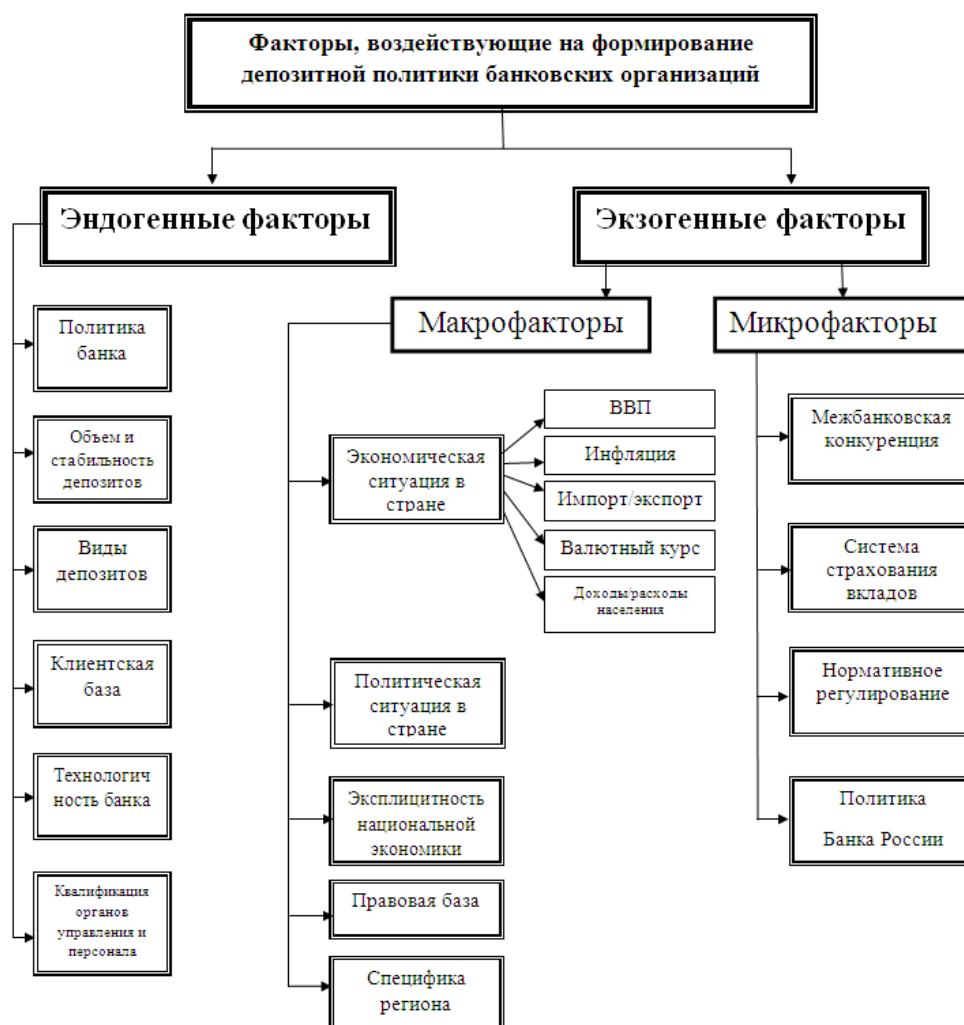 Факторы, воздействующие на формирование
депозитной политики банковских организаций
Эндогенные факторы
Политика
банка
Объем и
стабильность
депозитов
Виды
депозитов
Клиентская
база
Технологич
ность банка
Квалификация
органов
управления и
персонала
Экзогенные факторы
Макрофакторы
Экономическая
ситуация в
стране
ВВП
Инфляция
Импорт/экспорт
Валютный курс
Доходы/расходы
населения
Политическая
ситуация в
стране
Эксплицитность
национальной
экономики
Правовая база
Специфика
региона
Микрофакторы
Межбанковская
конкуренция
Система
страхования
вкладов
Нормативное
регулирование
Политика
Банка России